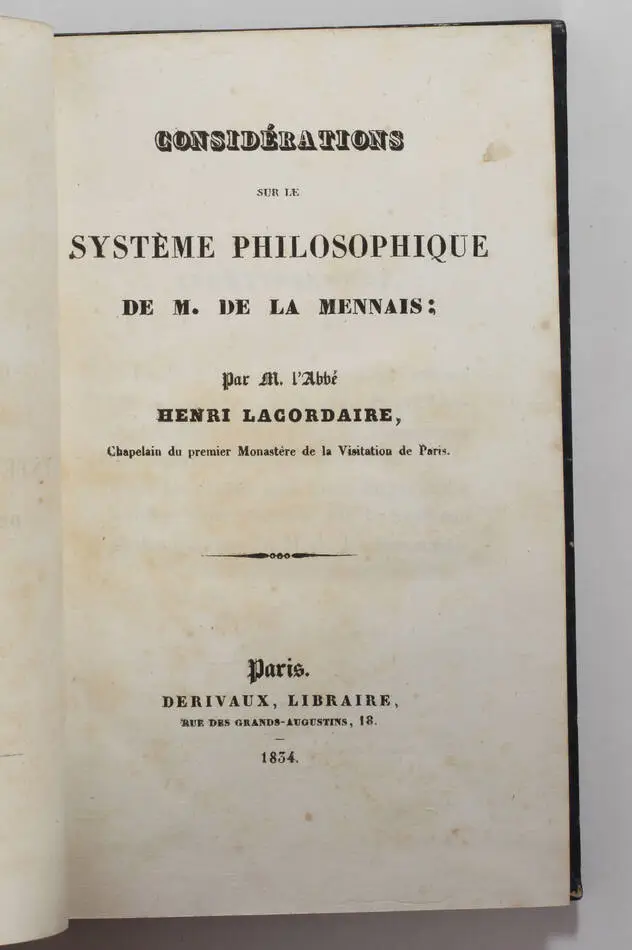 CONSIDÉRATIONS
SUR LE
SYSTÈME PHILOSOPHIQUE
DE M. DE LA MENNAIS;
Par M. l'Abbé
HENRI LACORDAIRE,
Chapelain du premier Monastère de la Visitation de Paris.
Paris.
DERIVAUX, LIBRAIRE,
RUE DES GRANDS-AUGUSTINS, 18.
1834.